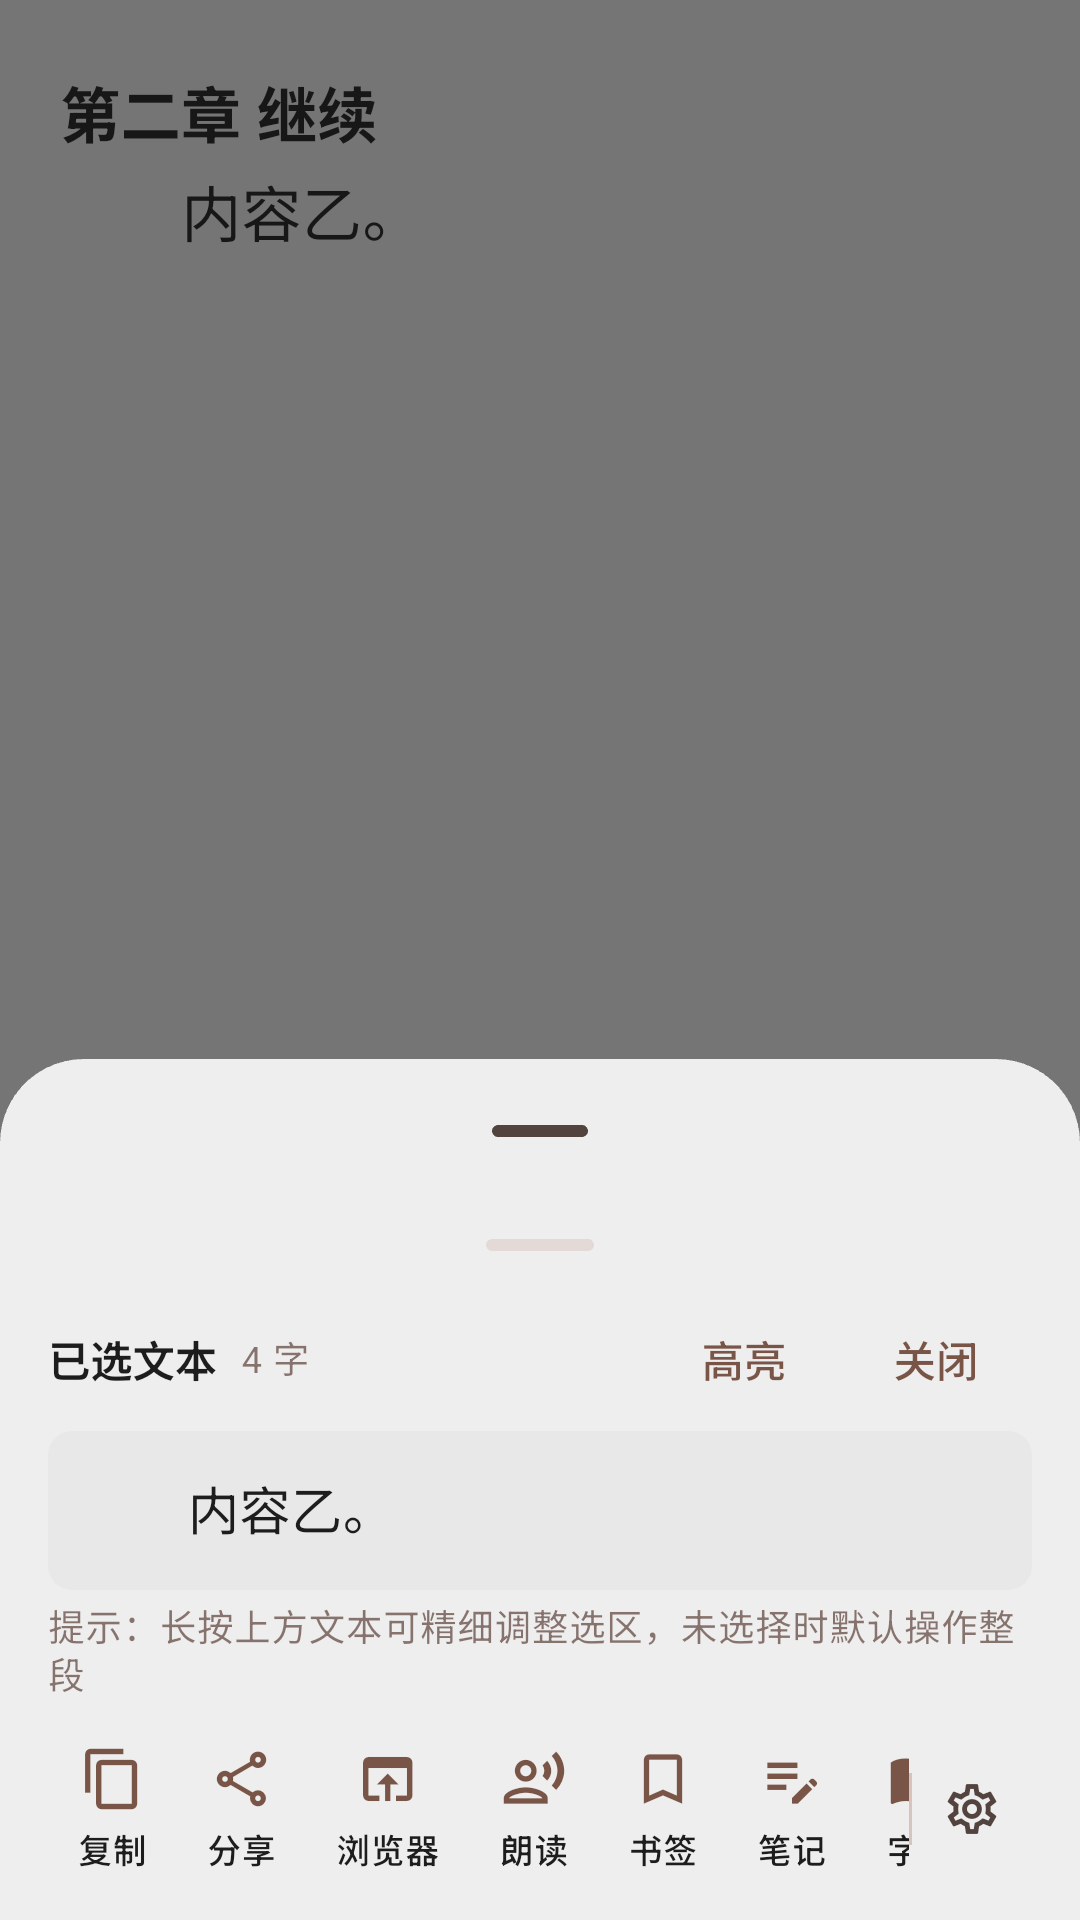 第二章 继续
内容乙。
已选文本 4 字 高亮 关闭
内容乙。
提示：长按上方文本可精细调整选区，未选择时默认操作整
段
复制 分享 浏览器 朗读 书签 笔记 字